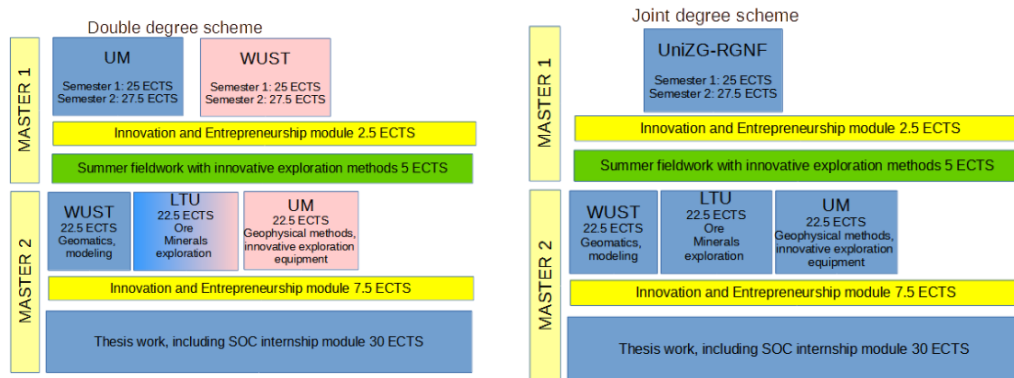 Double degree scheme
MASTER 1
UM
Semester 1: 25 ECTS
Semester 2: 27.5 ECTS
WUST
Semester 1: 25 ECTS
Semester 2: 27.5 ECTS
Innovation and Entrepreneurship module 2.5 ECTS
Summer fieldwork with innovative exploration methods 5 ECTS
MASTER 2
WUST
22.5 ECTS
Geomatics,
modeling
LTU
22.5 ECTS
Ore
Minerals
exploration
UM
22.5 ECTS
Geophysical methods,
innovative exploration
equipment
Innovation and Entrepreneurship module 7.5 ECTS
Thesis work, including SOC internship module 30 ECTS
Joint degree scheme
MASTER 1
UniZG-RGNF
Semester 1: 25 ECTS
Semester 2: 27.5 ECTS
Innovation and Entrepreneurship module 2.5 ECTS
Summer fieldwork with innovative exploration methods 5 ECTS
MASTER 2
WUST
22.5 ECTS
Geomatics,
modeling
LTU
22.5 ECTS
Ore
Minerals
exploration
UM
22.5 ECTS
Geophysical methods,
innovative exploration
equipment
Innovation and Entrepreneurship module 7.5 ECTS
Thesis work, including SOC internship module 30 ECTS